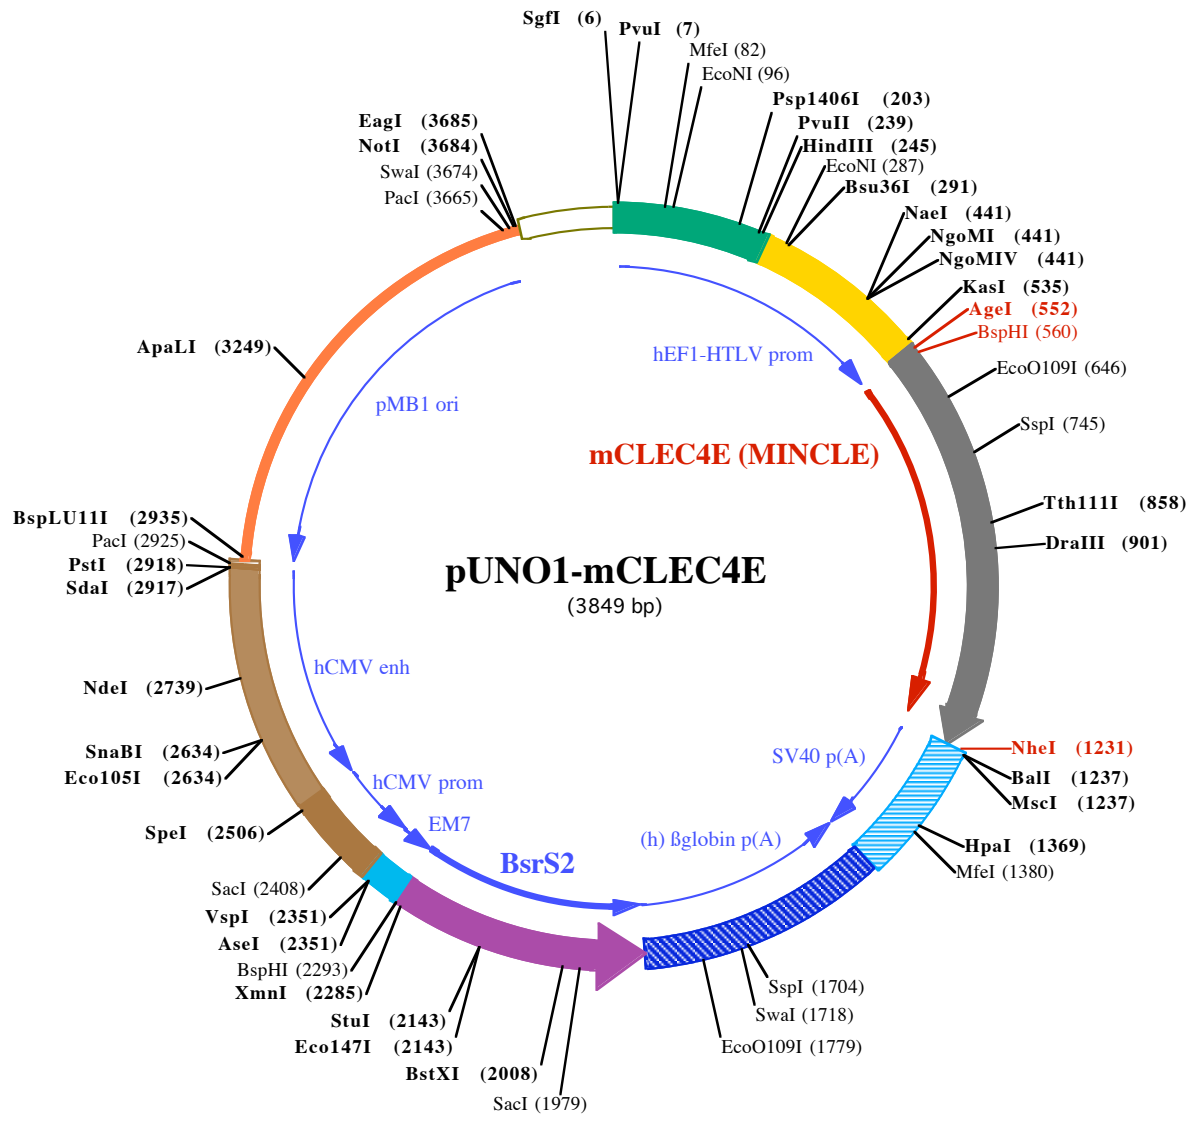 SgfI (6)
PvuI (7)
MfeI (82)
EcoNI (96)
Psp1406I (203)
PvuII (239)
HindIII (245)
EcoNI (287)
Bsu36I (291)
NaeI (441)
NgoMI (441)
NgoMIV (441)
KasI (535)
AgeI (552)
BspHI (560)
EcoO109I (646)
SspI (745)
Tth111I (858)
DraIII (901)
NheI (1231)
BalI (1237)
MscI (1237)
HpaI (1369)
MfeI (1380)
SspI (1704)
SwaI (1718)
EcoO109I (1779)
SacI (1979)
BstXI (2008)
Eco147I (2143)
StuI (2143)
XmnI (2285)
BspHI (2293)
AseI (2351)
VspI (2351)
SacI (2408)
SpeI (2506)
Eco105I (2634)
SnaBI (2634)
NdeI (2739)
SdaI (2917)
PstI (2918)
PacI (2925)
BspLU11I (2935)
ApaLI (3249)
PacI (3665)
SwaI (3674)
NotI (3684)
EagI (3685)
hEF1-HTLV prom
pMB1 ori
mCLEC4E (MINCLE)
pUNO1-mCLEC4E
(3849 bp)
hCMV enh
SV40 p(A)
hCMV prom
EM7
(h) ßglobin p(A)
BsrS2